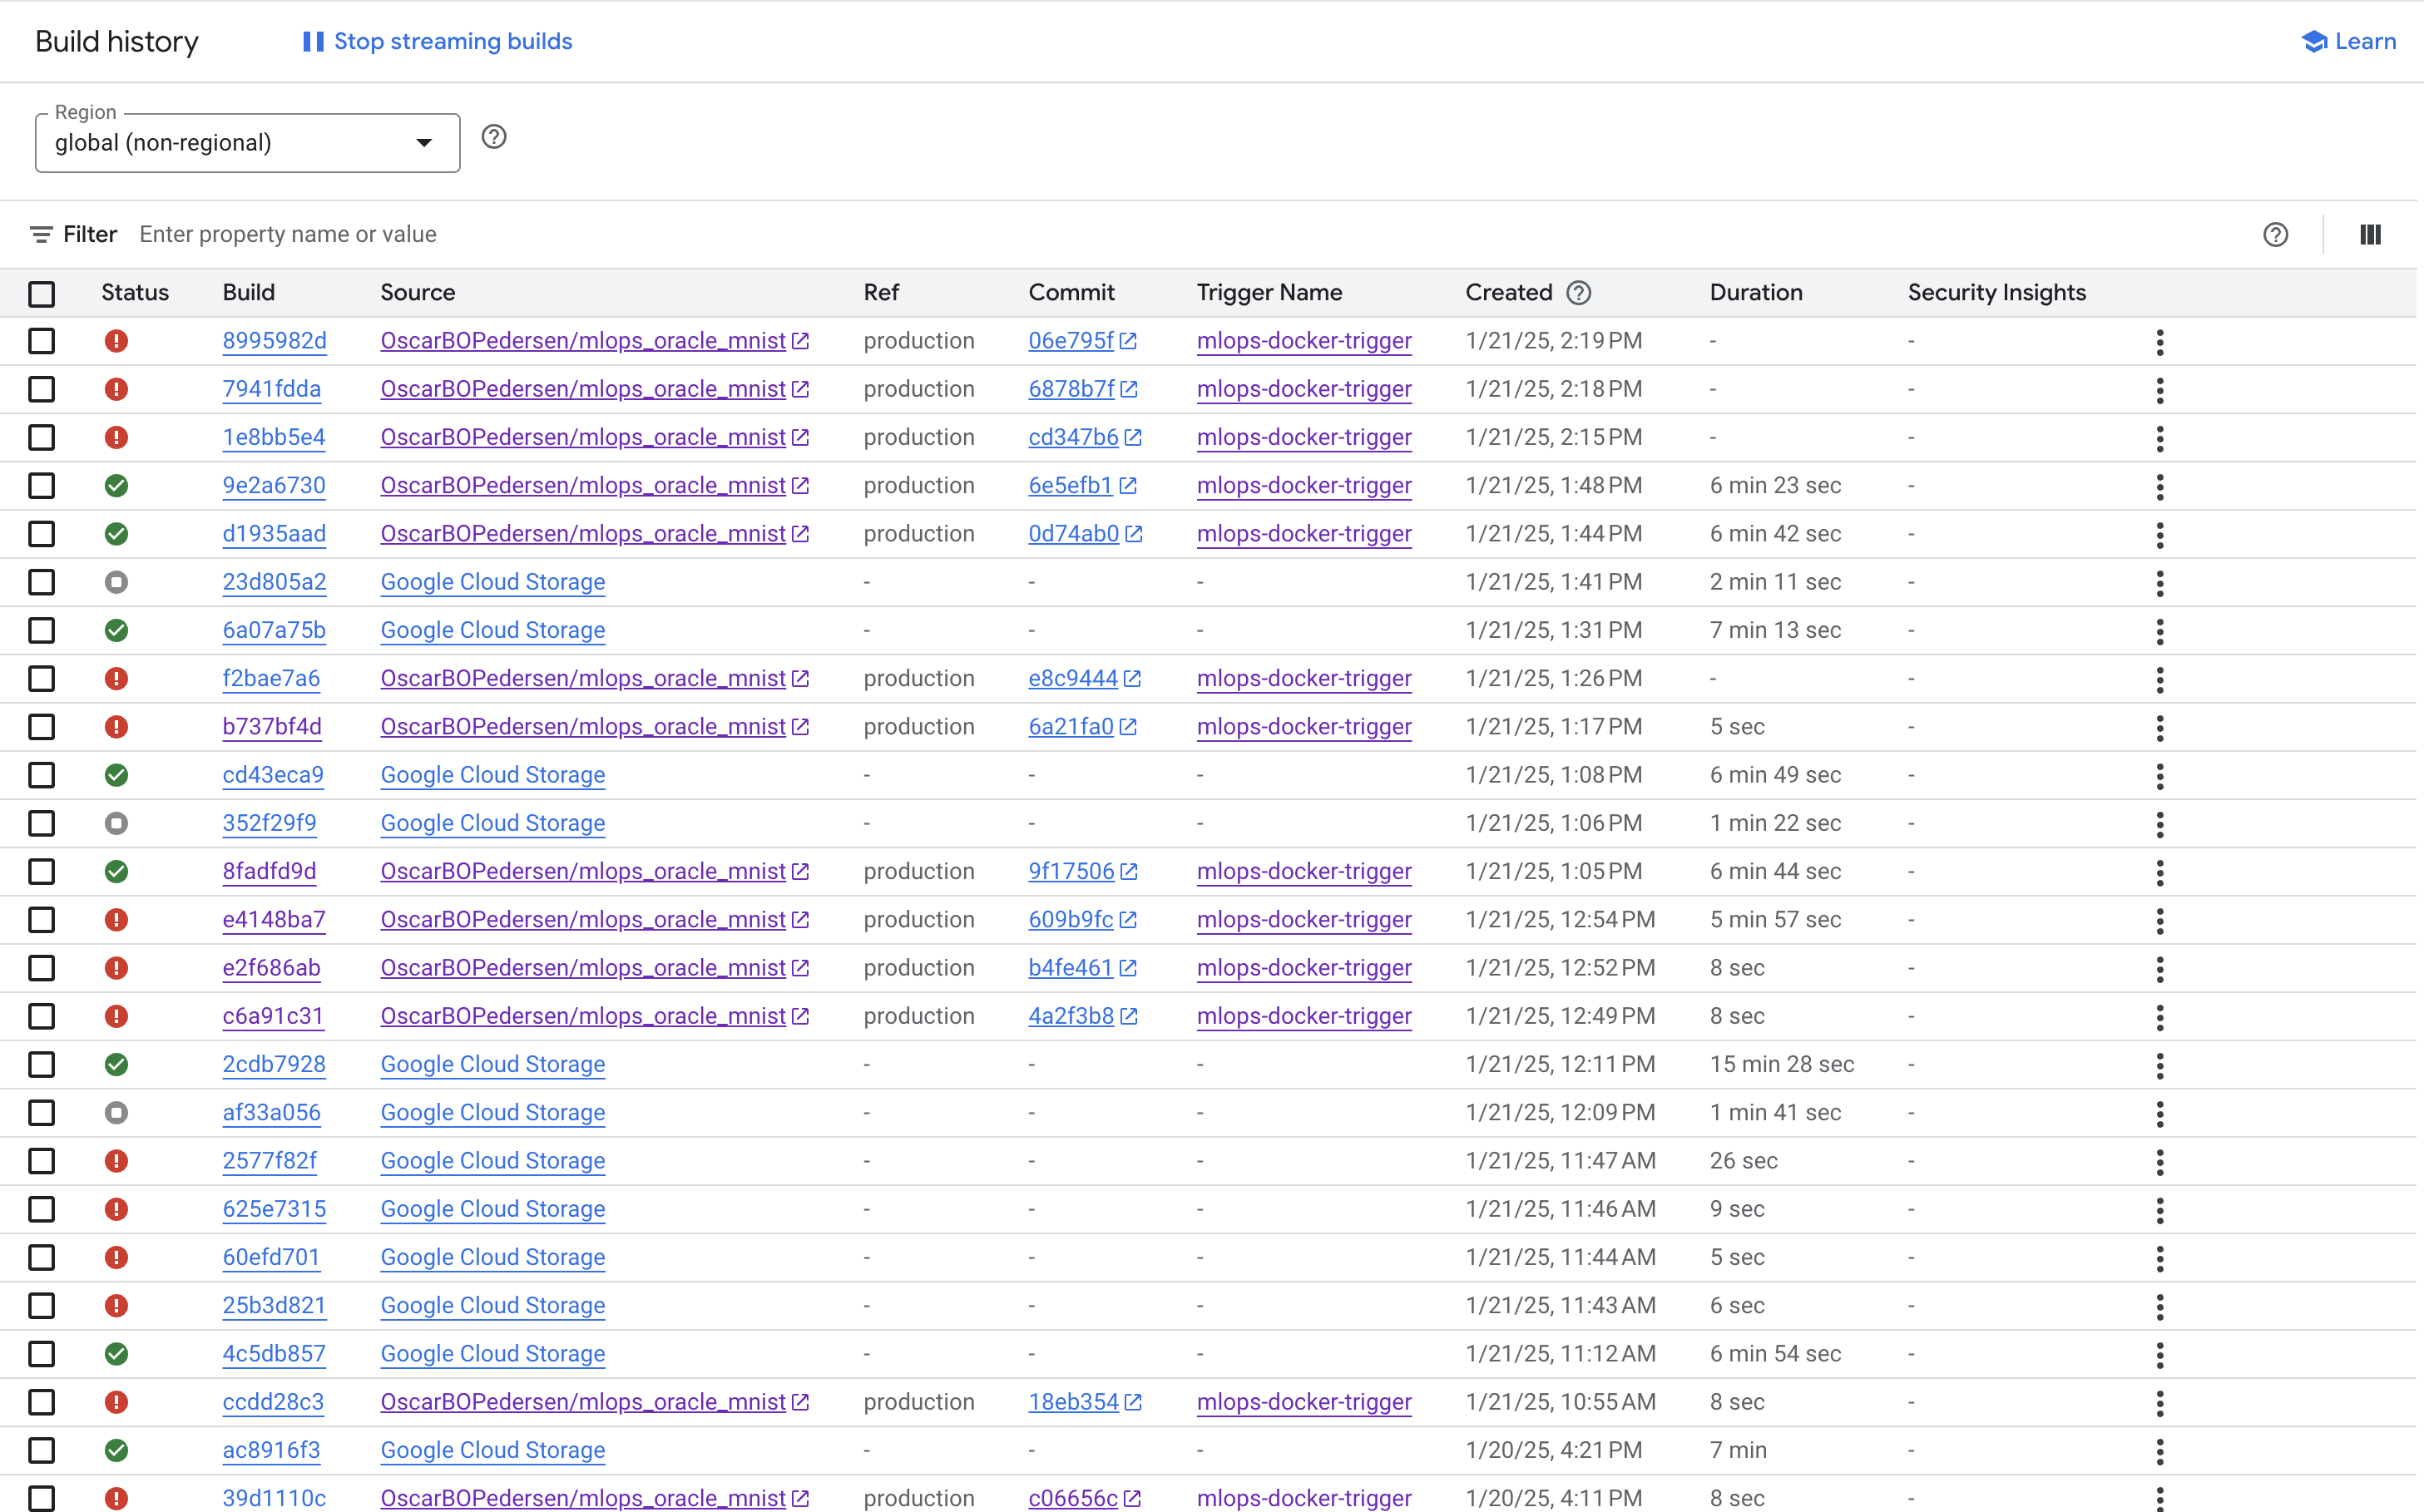 Build history Stop streaming builds Learn
Region
global (non-regional)
Filter Enter property name or value
Status Build Source Ref Commit Trigger Name Created Duration Security Insights
8995982d OscarBOPedersen/mlops_oracle_mnist production 06e795f mlops-docker-trigger 1/21/25, 2:19 PM - -
7941fdda OscarBOPedersen/mlops_oracle_mnist production 6878b7f mlops-docker-trigger 1/21/25, 2:18 PM - -
1e8bb5e4 OscarBOPedersen/mlops_oracle_mnist production cd347b6 mlops-docker-trigger 1/21/25, 2:15 PM - -
9e2a6730 OscarBOPedersen/mlops_oracle_mnist production 6e5efb1 mlops-docker-trigger 1/21/25, 1:48 PM 6 min 23 sec -
d1935aad OscarBOPedersen/mlops_oracle_mnist production 0d74ab0 mlops-docker-trigger 1/21/25, 1:44 PM 6 min 42 sec -
23d805a2 Google Cloud Storage - - - 1/21/25, 1:41 PM 2 min 11 sec -
6a07a75b Google Cloud Storage - - - 1/21/25, 1:31 PM 7 min 13 sec -
f2bae7a6 OscarBOPedersen/mlops_oracle_mnist production e8c9444 mlops-docker-trigger 1/21/25, 1:26 PM - -
b737bf4d OscarBOPedersen/mlops_oracle_mnist production 6a21fa0 mlops-docker-trigger 1/21/25, 1:17 PM 5 sec -
cd43eca9 Google Cloud Storage - - - 1/21/25, 1:08 PM 6 min 49 sec -
352f29f9 Google Cloud Storage - - - 1/21/25, 1:06 PM 1 min 22 sec -
8fadfd9d OscarBOPedersen/mlops_oracle_mnist production 9f17506 mlops-docker-trigger 1/21/25, 1:05 PM 6 min 44 sec -
e4148ba7 OscarBOPedersen/mlops_oracle_mnist production 609b9fc mlops-docker-trigger 1/21/25, 12:54 PM 5 min 57 sec -
e2f686ab OscarBOPedersen/mlops_oracle_mnist production b4fe461 mlops-docker-trigger 1/21/25, 12:52 PM 8 sec -
c6a91c31 OscarBOPedersen/mlops_oracle_mnist production 4a2f3b8 mlops-docker-trigger 1/21/25, 12:49 PM 8 sec -
2cdb7928 Google Cloud Storage - - - 1/21/25, 12:11 PM 15 min 28 sec -
af33a056 Google Cloud Storage - - - 1/21/25, 12:09 PM 1 min 41 sec -
2577f82f Google Cloud Storage - - - 1/21/25, 11:47 AM 26 sec -
625e7315 Google Cloud Storage - - - 1/21/25, 11:46 AM 9 sec -
60efd701 Google Cloud Storage - - - 1/21/25, 11:44 AM 5 sec -
25b3d821 Google Cloud Storage - - - 1/21/25, 11:43 AM 6 sec -
4c5db857 Google Cloud Storage - - - 1/21/25, 11:12 AM 6 min 54 sec -
ccdd28c3 OscarBOPedersen/mlops_oracle_mnist production 18eb354 mlops-docker-trigger 1/21/25, 10:55 AM 8 sec -
ac8916f3 Google Cloud Storage - - - 1/20/25, 4:21 PM 7 min -
39d1110c OscarBOPedersen/mlops_oracle_mnist production c06656c mlops-docker-trigger 1/20/25, 4:11 PM 8 sec -